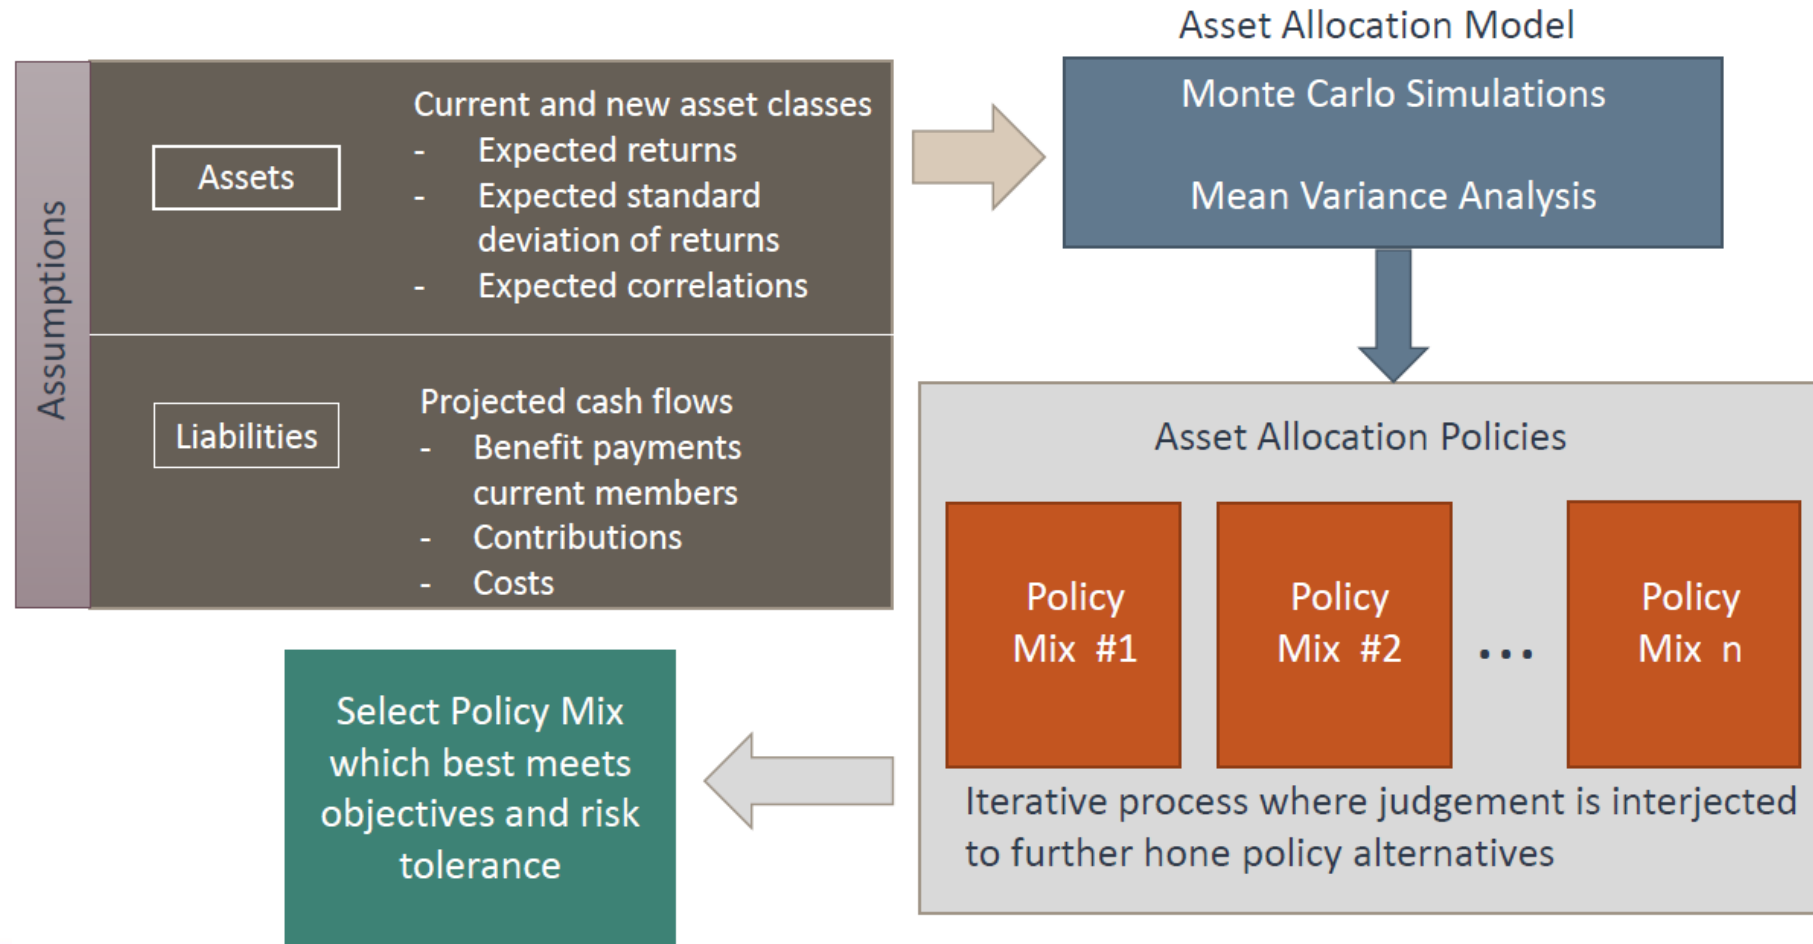 Assumptions
Assets
Current and new asset classes
- Expected returns
- Expected standard
deviation of returns
- Expected correlations
Liabilities
Projected cash flows
- Benefit payments
current members
- Contributions
- Costs
Asset Allocation Model
Monte Carlo Simulations
Mean Variance Analysis
Asset Allocation Policies
Policy
Mix #1
Policy
Mix #2
...
Policy
Mix n
Iterative process where judgement is interjected
to further hone policy alternatives
Select Policy Mix
which best meets
objectives and risk
tolerance